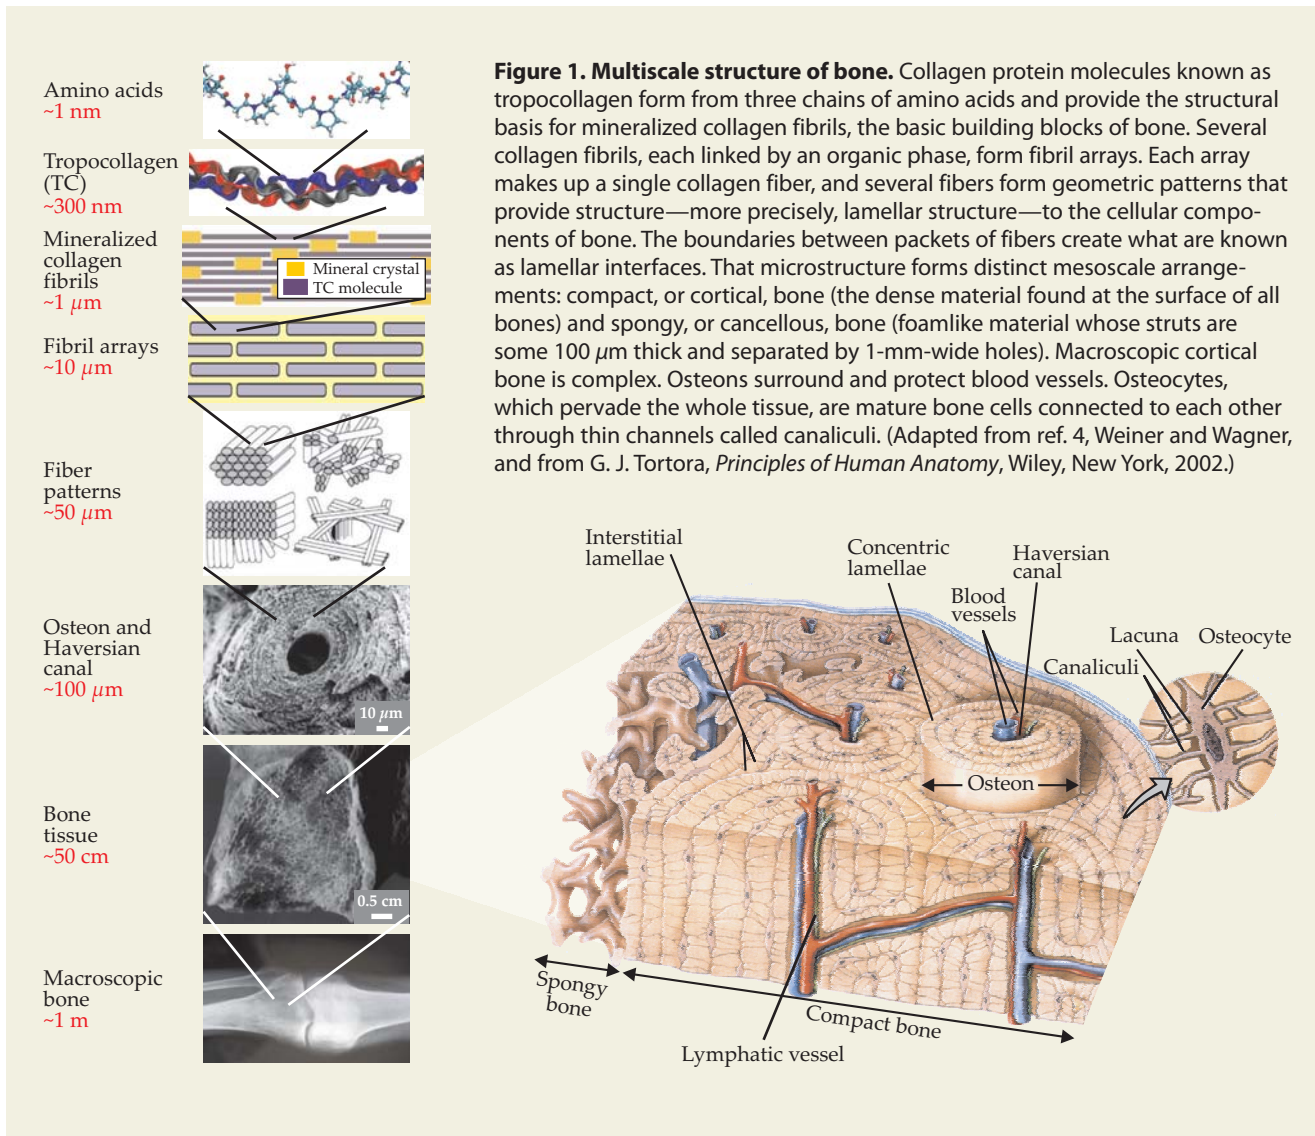 Amino acids
~1 nm
Tropocollagen
(TC)
~300 nm
Mineralized
collagen
fibrils
~1 µm
Mineral crystal
TC molecule
Fibril arrays
~10 µm
Fiber
patterns
~50 µm
Osteon and
Haversian
canal
~100 µm
10 µm
Bone
tissue
~50 cm
0.5 cm
Macroscopic
bone
~1 m
Figure 1. Multiscale structure of bone. Collagen protein molecules known as
tropocollagen form from three chains of amino acids and provide the structural
basis for mineralized collagen fibrils, the basic building blocks of bone. Several
collagen fibrils, each linked by an organic phase, form fibril arrays. Each array
makes up a single collagen fiber, and several fibers form geometric patterns that
provide structure—more precisely, lamellar structure—to the cellular compo-
nents of bone. The boundaries between packets of fibers create what are known
as lamellar interfaces. That microstructure forms distinct mesoscale arrange-
ments: compact, or cortical, bone (the dense material found at the surface of all
bones) and spongy, or cancellous, bone (foamlike material whose struts are
some 100 µm thick and separated by 1-mm-wide holes). Macroscopic cortical
bone is complex. Osteons surround and protect blood vessels. Osteocytes,
which pervade the whole tissue, are mature bone cells connected to each other
through thin channels called canaliculi. (Adapted from ref. 4, Weiner and Wagner,
and from G. J. Tortora, Principles of Human Anatomy, Wiley, New York, 2002.)
Interstitial
lamellae
Concentric
lamellae
Haversian
canal
Blood
vessels
Lacuna
Osteocyte
Canaliculi
Osteon
Spongy
bone
Compact bone
Lymphatic vessel